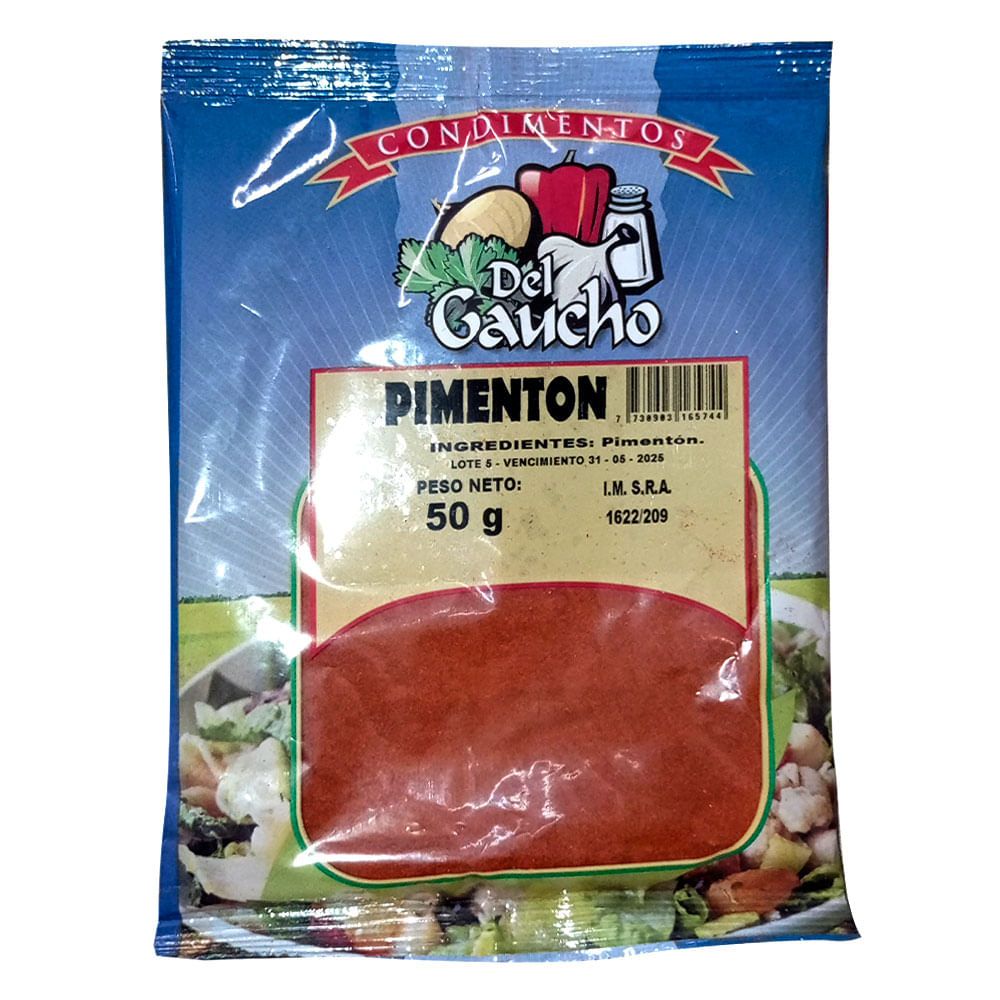 CONDIMENTOS
Del
Gaucho
PIMENTON
7 730903 165744
INGREDIENTES: Pimentón.
LOTE 5 - VENCIMIENTO 31 - 05 - 2025
PESO NETO:
50 g
I.M. S.R.A.
1622/209